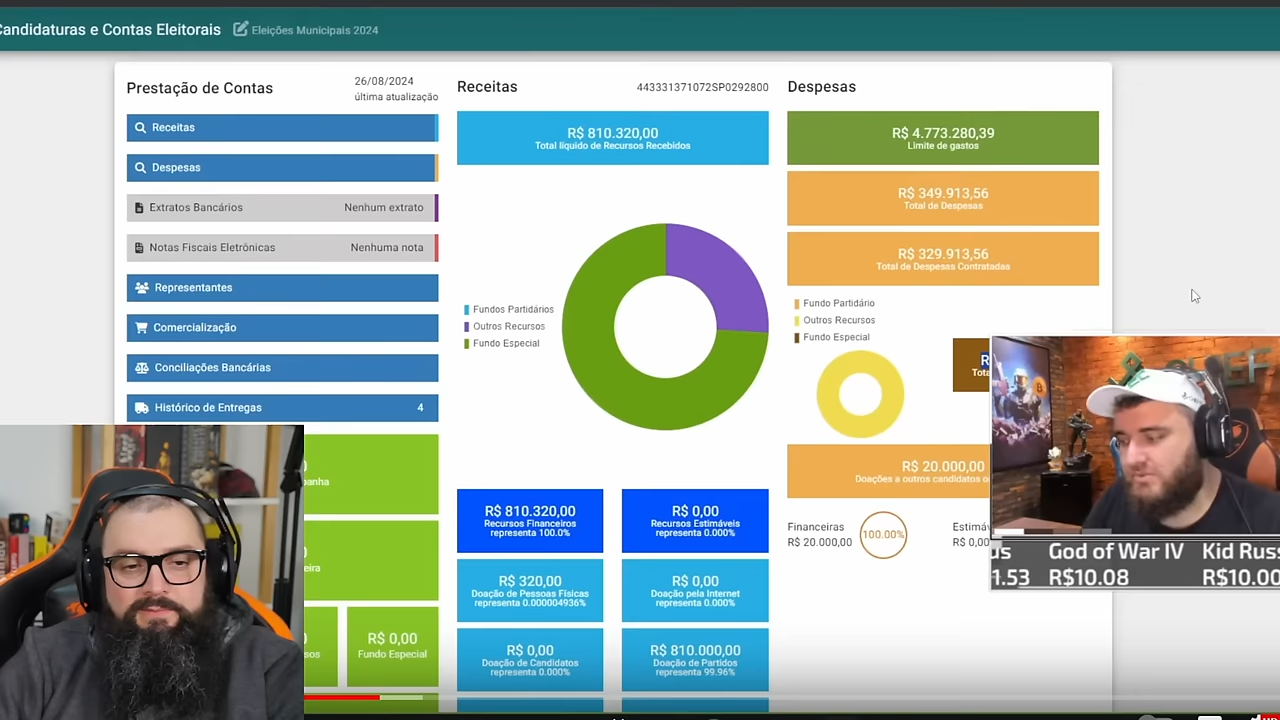 Candidaturas e Contas Eleitorais
Eleições Municipais 2024
Prestação de Contas
26/08/2024
última atualização
Receitas
Despesas
Extratos Bancários Nenhum extrato
Notas Fiscais Eletrônicas Nenhuma nota
Representantes
Comercialização
Conciliações Bancárias
Histórico de Entregas 4
R$ 0,00
Fundo Especial
Receitas
443331371072SP0292800
R$ 810.320,00
Total líquido de Recursos Recebidos
Fundos Partidários
Outros Recursos
Fundo Especial
R$ 810.320,00
Recursos Financeiros
representa 100.0%
R$ 0,00
Recursos Estimáveis
representa 0.000%
R$ 320,00
Doação de Pessoas Físicas
representa 0.000004936%
R$ 0,00
Doação pela Internet
representa 0.000%
R$ 0,00
Doação de Candidatos
representa 0.000%
R$ 810.000,00
Doação de Partidos
representa 99.96%
Despesas
R$ 4.773.280,39
Limite de gastos
R$ 349.913,56
Total de Despesas
R$ 329.913,56
Total de Despesas Contratadas
Fundo Partidário
Outros Recursos
Fundo Especial
R$ 20.000,00
Doações a outros candidatos
Financeiras
R$ 20.000,00
100.00%
God of War IV Kid Russ
1.53 R$10.08 R$10.00